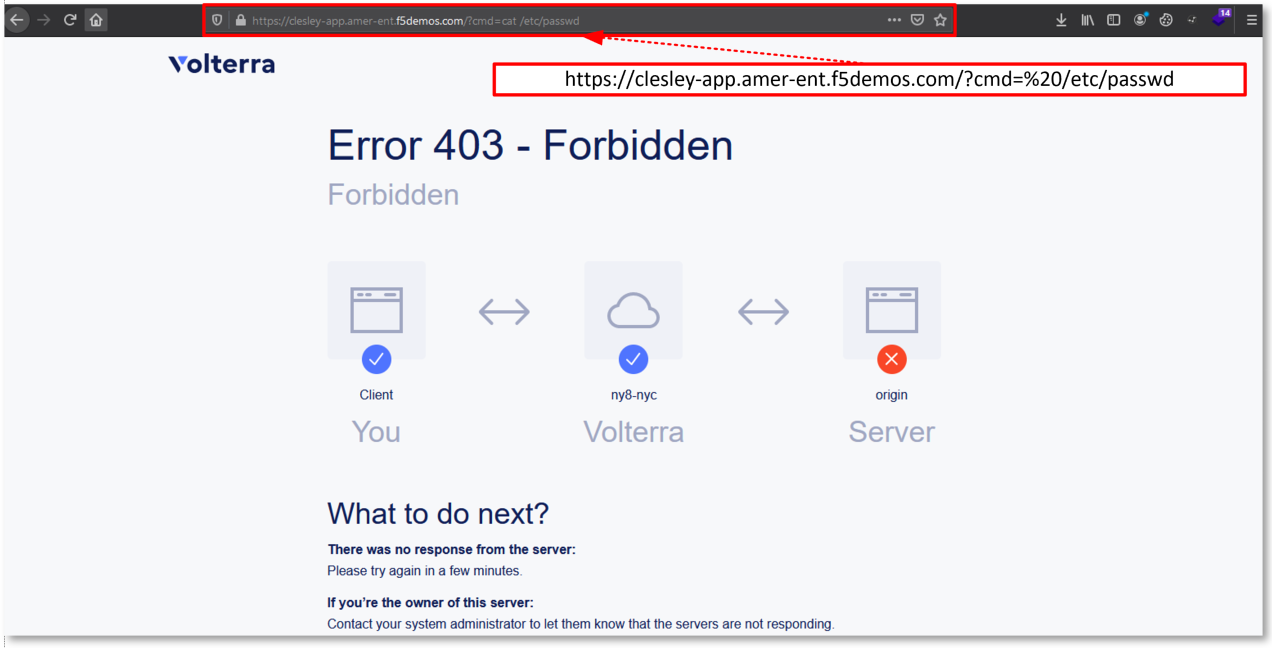 https://clesley-app.amer-ent.f5demos.com/?cmd=cat /etc/passwd
14
Volterra
https://clesley-app.amer-ent.f5demos.com/?cmd=%20/etc/passwd
Error 403 - Forbidden
Forbidden
Client
ny8-nyc
origin
You
Volterra
Server
What to do next?
There was no response from the server:
Please try again in a few minutes.
If you're the owner of this server:
Contact your system administrator to let them know that the servers are not responding.